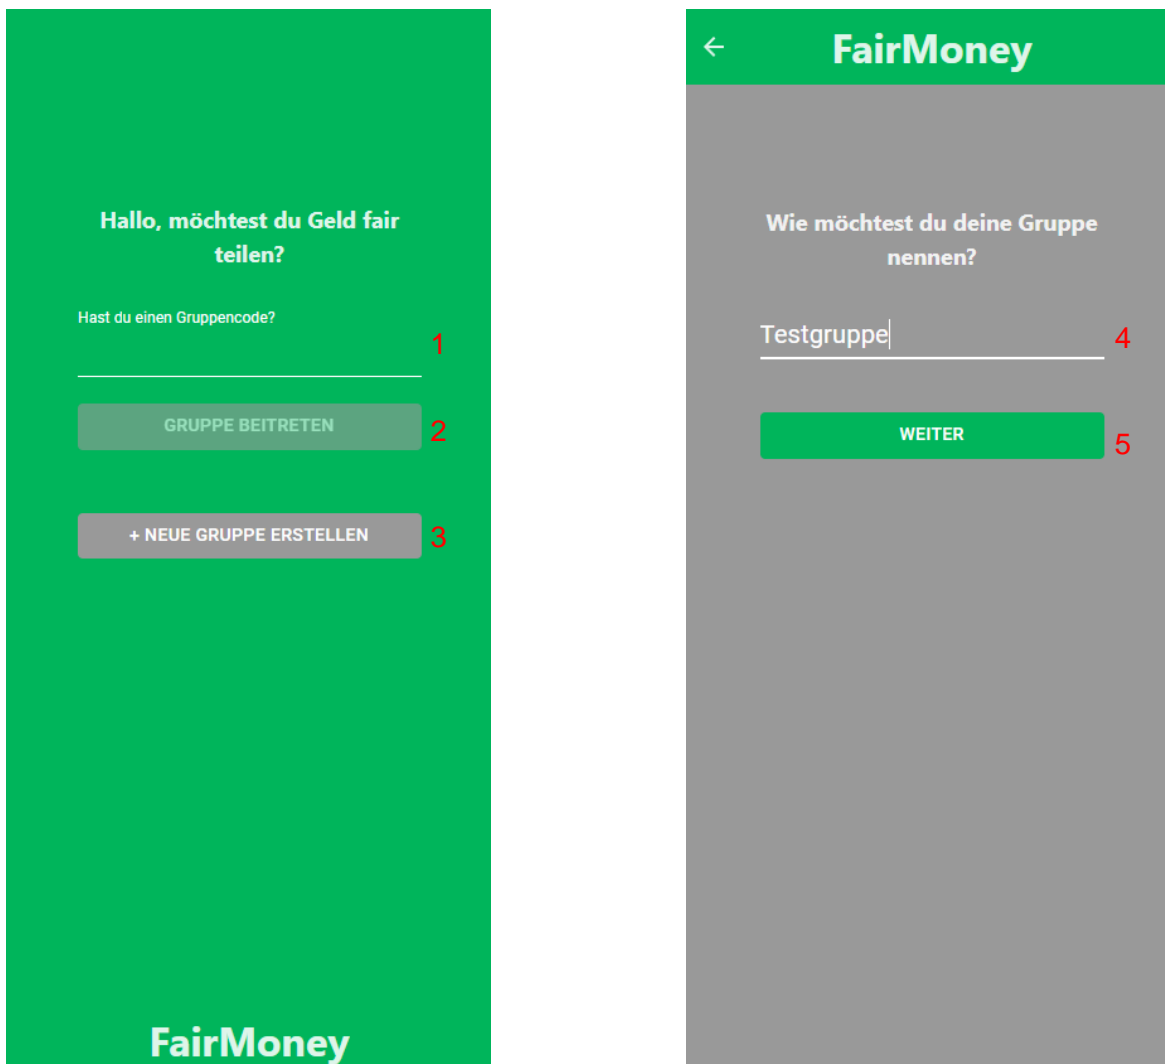 Hallo, möchtest du Geld fair
teilen?
Hast du einen Gruppencode?
1
GRUPPE BEITRETEN
2
+ NEUE GRUPPE ERSTELLEN
3
FairMoney
FairMoney
Wie möchtest du deine Gruppe
nennen?
Testgruppe
4
WEITER
5